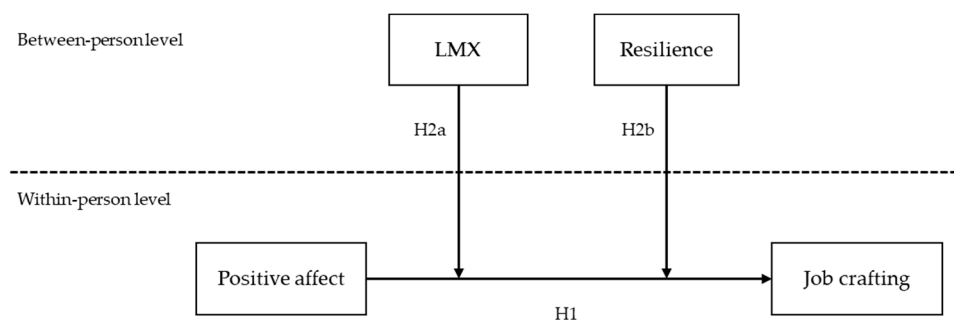 Between-person level
LMX
Resilience
H2a
H2b
Within-person level
Positive affect
Job crafting
H1